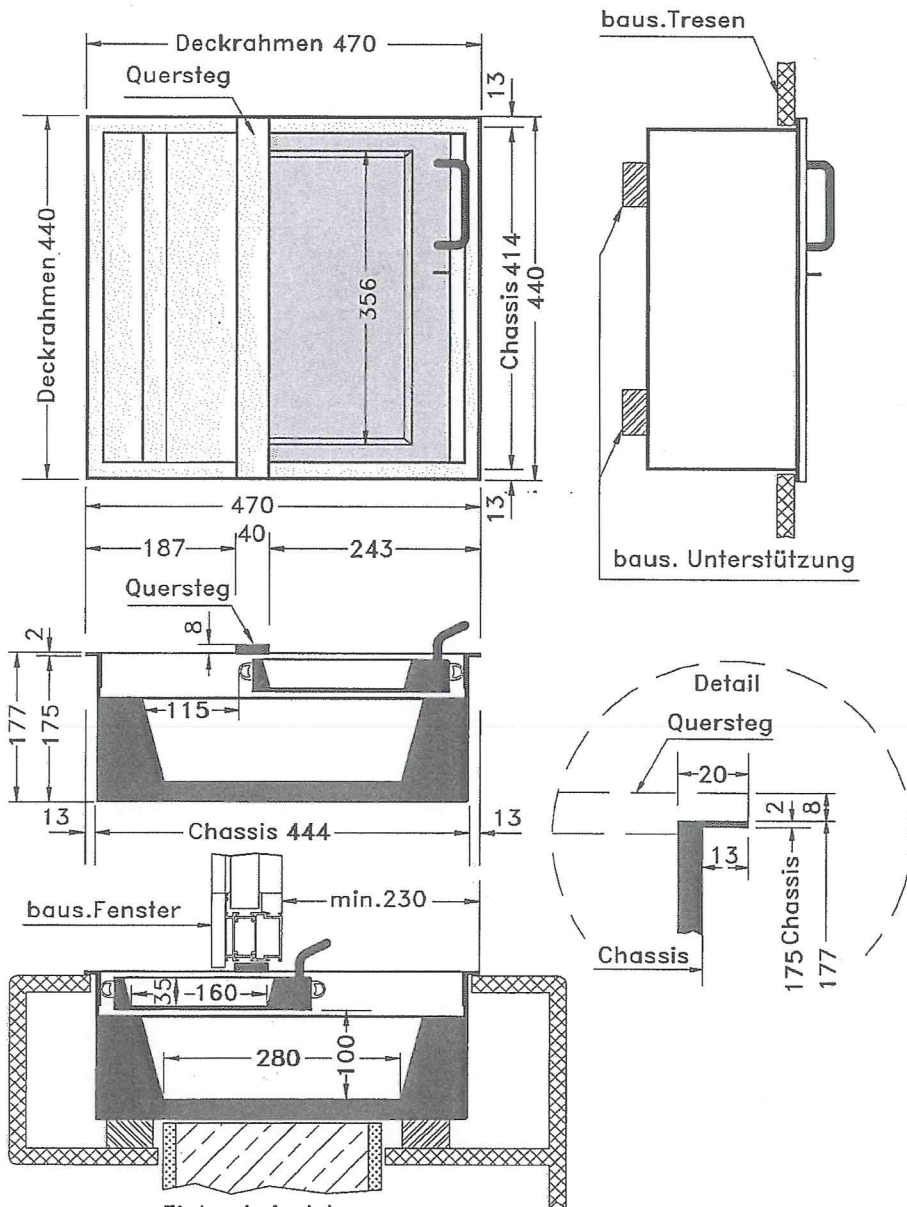 Deckrahmen 470
Quersteg
13
Deckrahmen 440
356
Chassis 414
440
13
470
187
40
243
baus.Tresen
baus. Unterstützung
Quersteg
8
2
177
175
115
13
Chassis 444
13
Detail
Quersteg
20
2
8
13
175 Chassis
177
Chassis
baus.Fenster
min.230
35
160
280
100